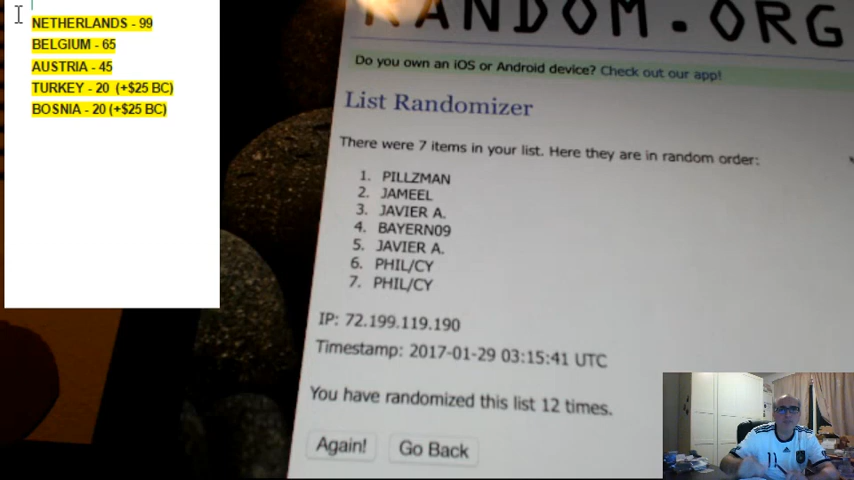 NETHERLANDS - 99
BELGIUM - 65
AUSTRIA - 45
TURKEY - 20 (+$25 BC)
BOSNIA - 20 (+$25 BC)
RANDOM.ORG
Do you own an iOS or Android device? Check out our app!
List Randomizer
There were 7 items in your list. Here they are in random order:
1. PILLZMAN
2. JAMEEL
3. JAVIER A.
4. BAYERN09
5. JAVIER A.
6. PHIL/CY
7. PHIL/CY
IP: 72.199.119.190
Timestamp: 2017-01-29 03:15:41 UTC
You have randomized this list 12 times.
Again! Go Back
11